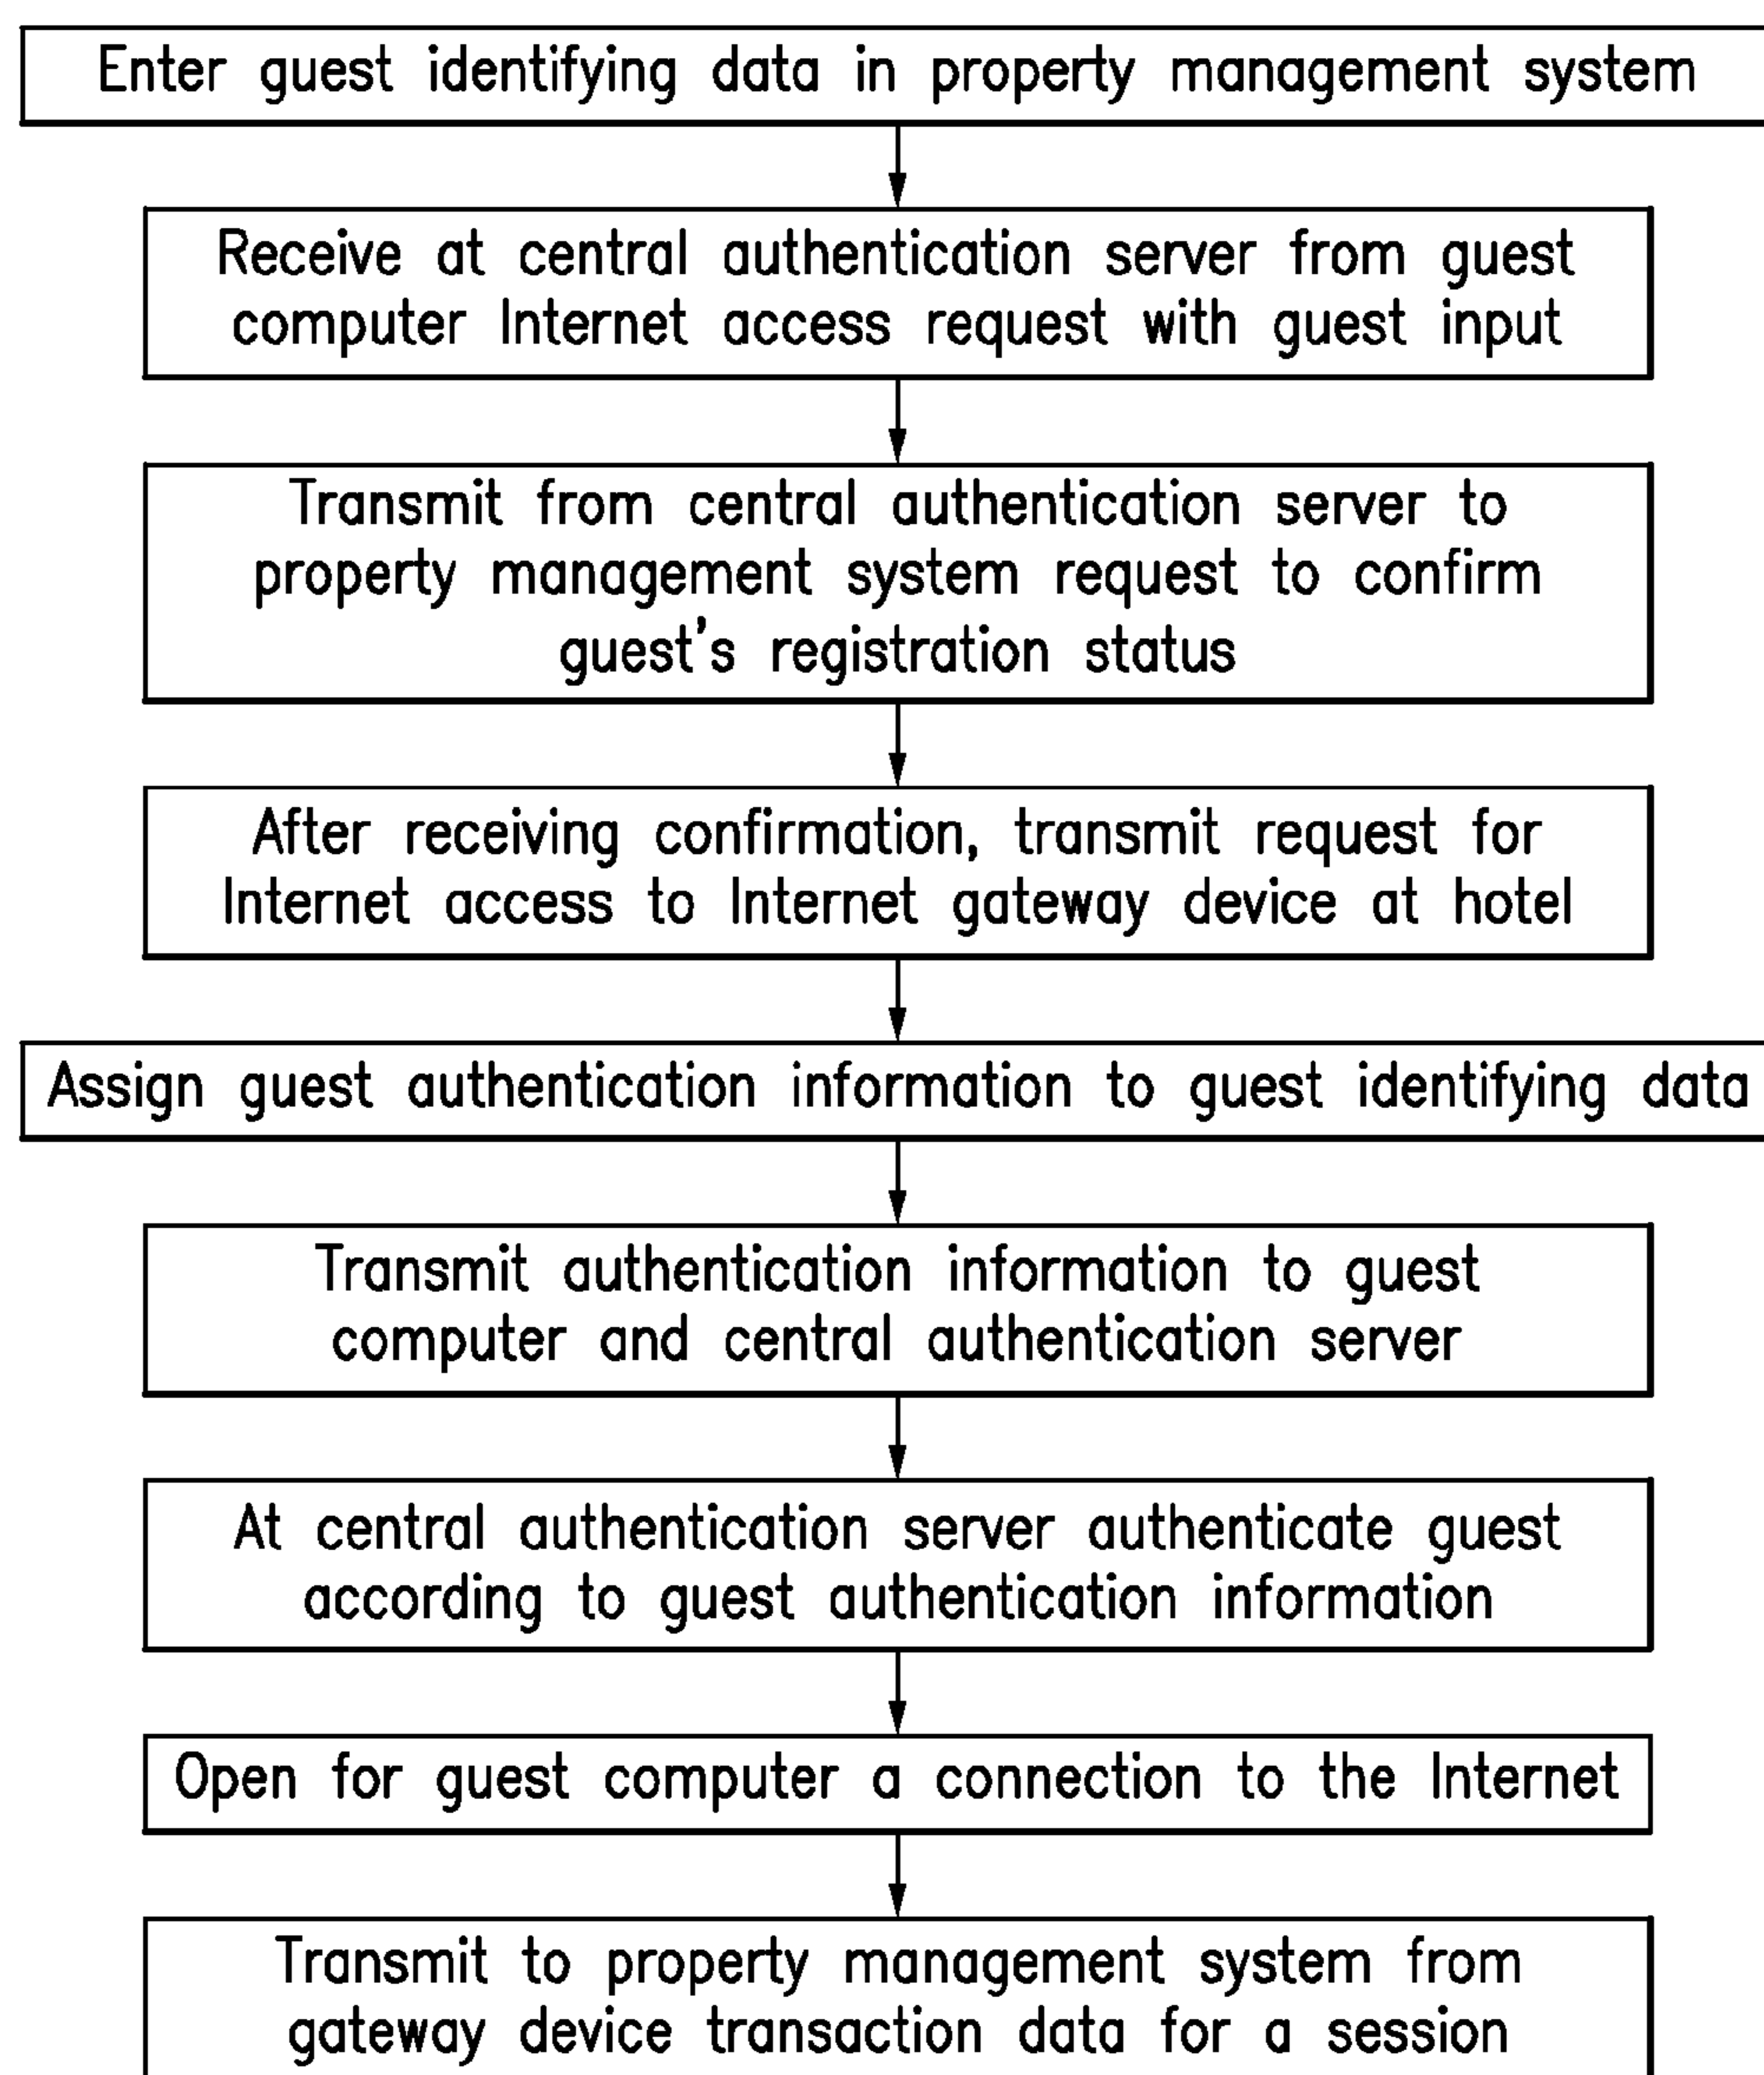 Enter guest identifying data in property management system
Receive at central authentication server from guest
computer Internet access request with guest input
Transmit from central authentication server to
property management system request to confirm
guest's registration status
After receiving confirmation, transmit request for
Internet access to Internet gateway device at hotel
Assign guest authentication information to guest identifying data
Transmit authentication information to guest
computer and central authentication server
At central authentication server authenticate guest
according to guest authentication information
Open for guest computer a connection to the Internet
Transmit to property management system from
gateway device transaction data for a session